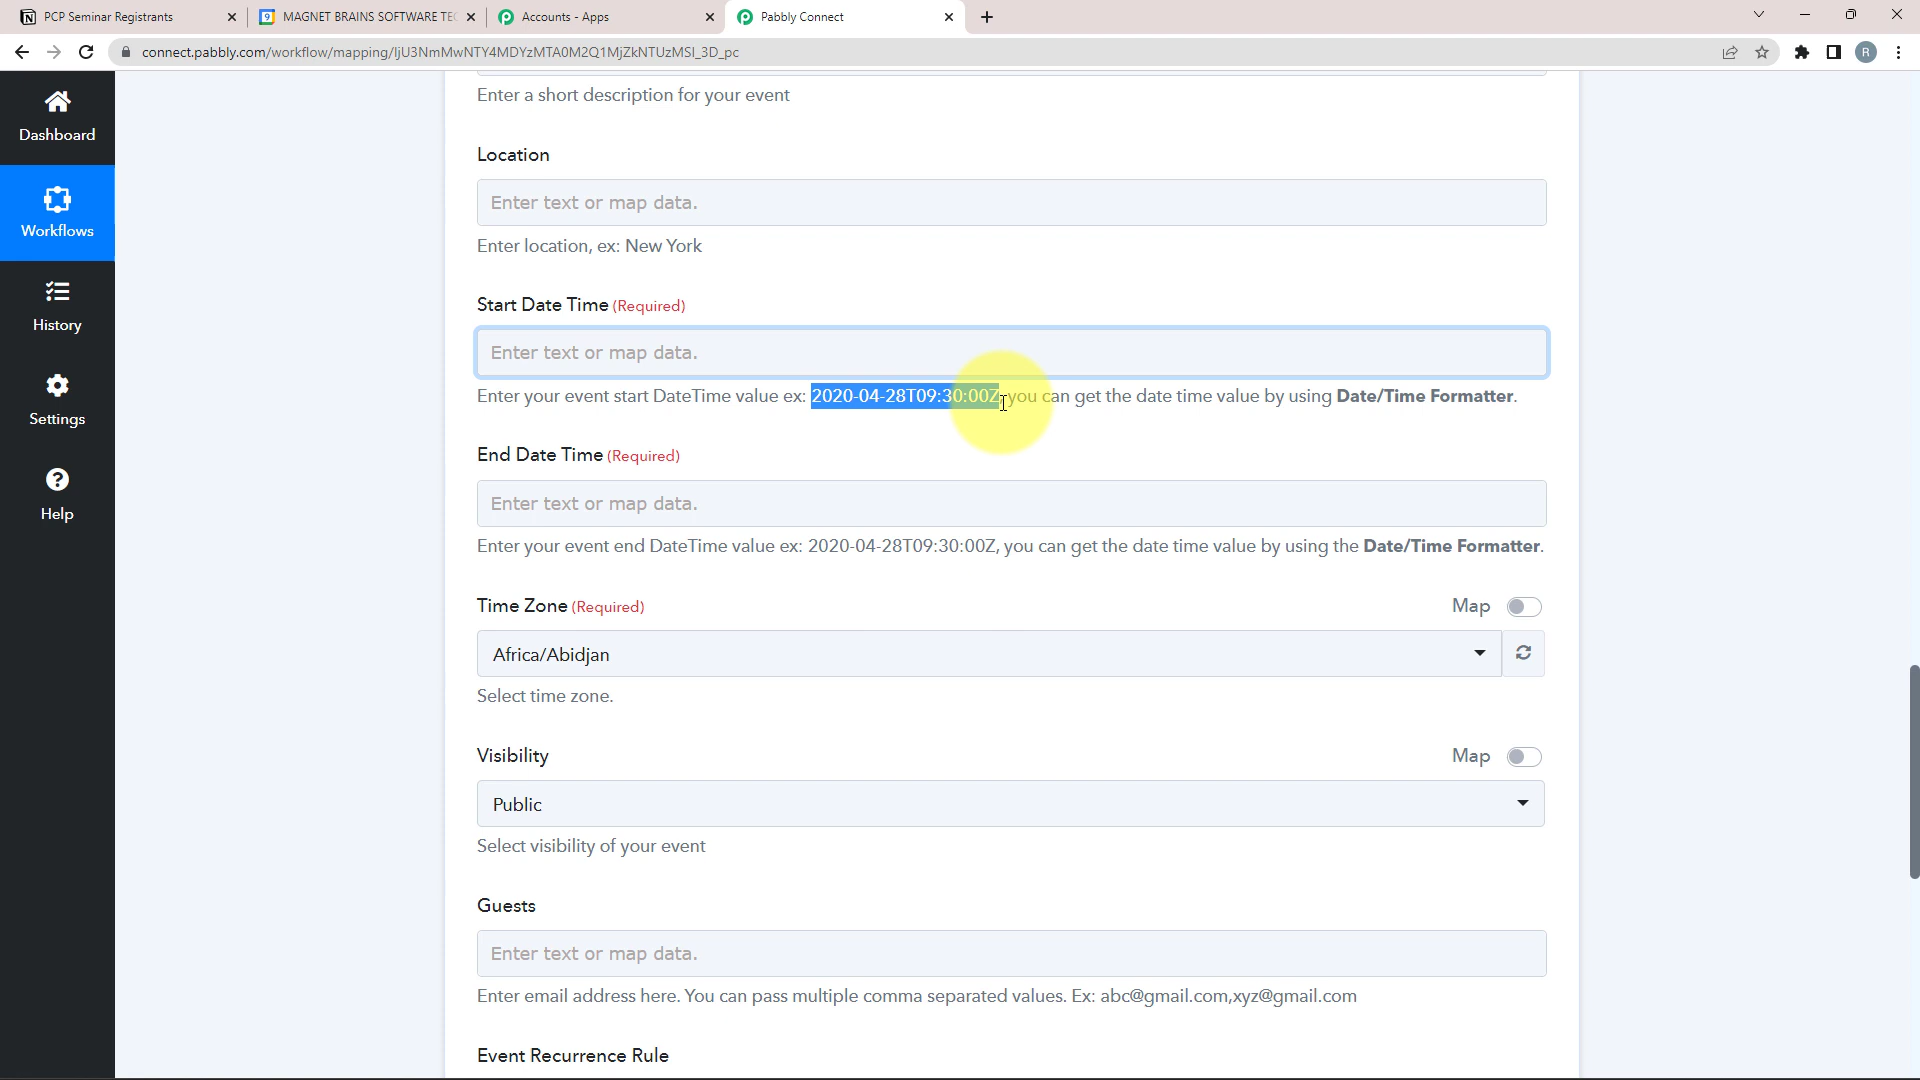 PCP Seminar Registrants
MAGNET BRAINS SOFTWARE TEC
Accounts - Apps
Pabbly Connect
connect.pabbly.com/workflow/mapping/IjU3NmMwNTY4MDYzMTA0M2Q1MjZkNTUzMSI_3D_pc
R
Dashboard
Workflows
History
Settings
Help
Enter a short description for your event
Location
Enter text or map data.
Enter location, ex: New York
Start Date Time (Required)
Enter text or map data.
Enter your event start DateTime value ex: 2020-04-28T09:30:00Z, you can get the date time value by using Date/Time Formatter.
End Date Time (Required)
Enter text or map data.
Enter your event end DateTime value ex: 2020-04-28T09:30:00Z, you can get the date time value by using the Date/Time Formatter.
Time Zone (Required) Map
Africa/Abidjan
Select time zone.
Visibility Map
Public
Select visibility of your event
Guests
Enter text or map data.
Enter email address here. You can pass multiple comma separated values. Ex: abc@gmail.com,xyz@gmail.com
Event Recurrence Rule